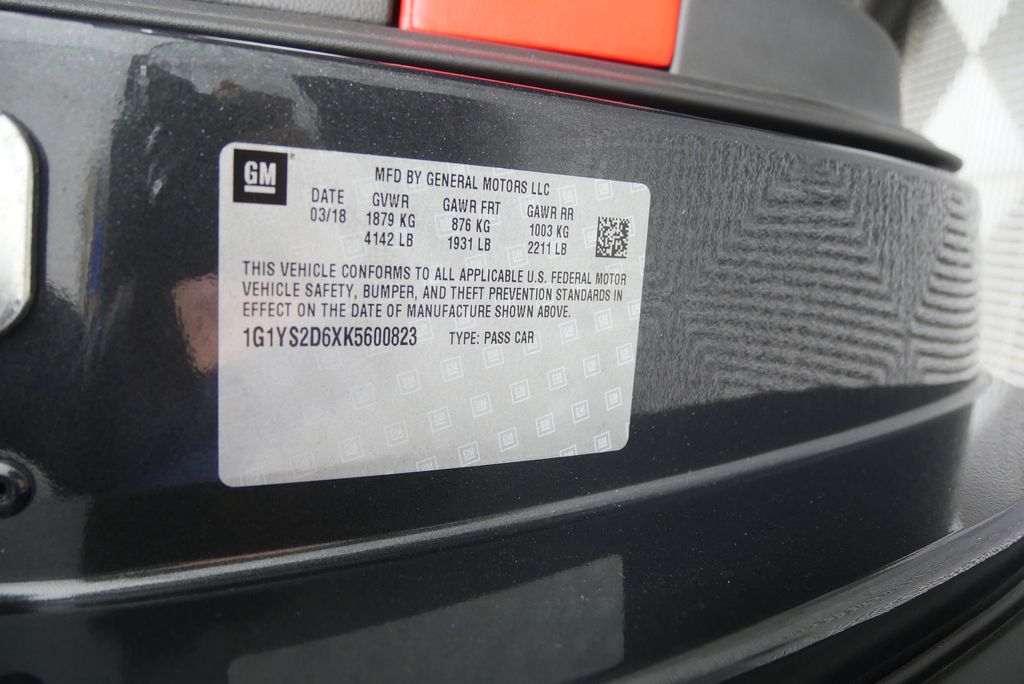 GM
MFD BY GENERAL MOTORS LLC
DATE GVWR GAWR FRT GAWR RR
03/18 1879 KG 876 KG 1003 KG
4142 LB 1931 LB 2211 LB
THIS VEHICLE CONFORMS TO ALL APPLICABLE U.S. FEDERAL MOTOR
VEHICLE SAFETY, BUMPER, AND THEFT PREVENTION STANDARDS IN
EFFECT ON THE DATE OF MANUFACTURE SHOWN ABOVE.
1G1YS2D6XK5600823 TYPE: PASS CAR